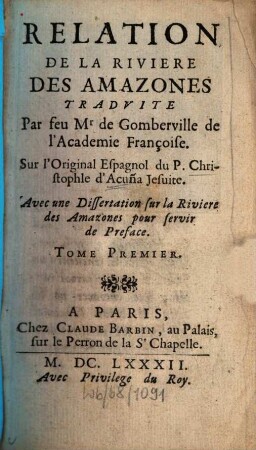 RELATION
DE LA RIVIERE
DES AMAZONES
TRADVITE
Par feu Mr de Gomberville de
l'Academie Françoise.
Sur l'Original Espagnol du P. Chri-
stophle d'Acuña Jesuite.
Avec une Dissertation sur la Riviere
des Amazones pour servir
de Preface.
TOME PREMIER.
A PARIS,
Chez CLAUDE BARBIN, au Palais,
sur le Perron de la Ste Chapelle.
M. DC. LXXXII.
Avec Privilege du Roy.